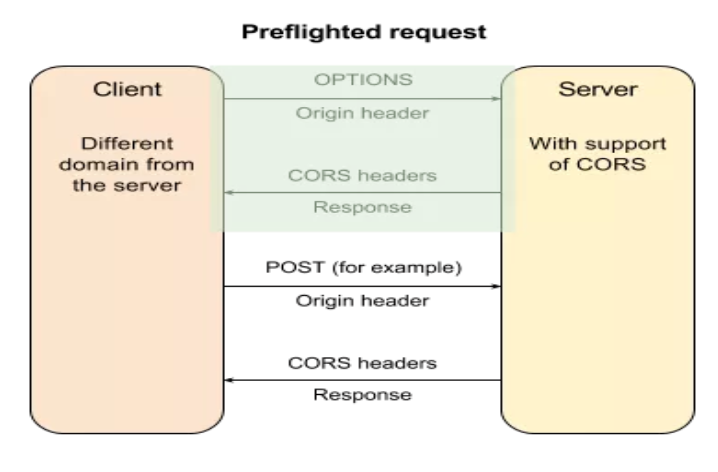 Preflighted request
Client
Different
domain from
the server
OPTIONS
Origin header
CORS headers
Response
POST (for example)
Origin header
CORS headers
Response
Server
With support
of CORS